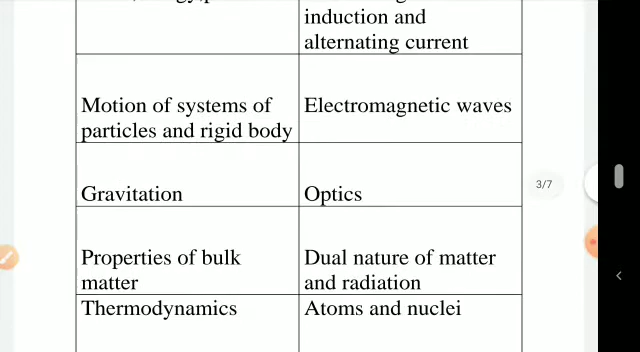 induction and
alternating current
Motion of systems of
particles and rigid body
Electromagnetic waves
Gravitation
Optics
3/7
Properties of bulk
matter
Dual nature of matter
and radiation
Thermodynamics
Atoms and nuclei